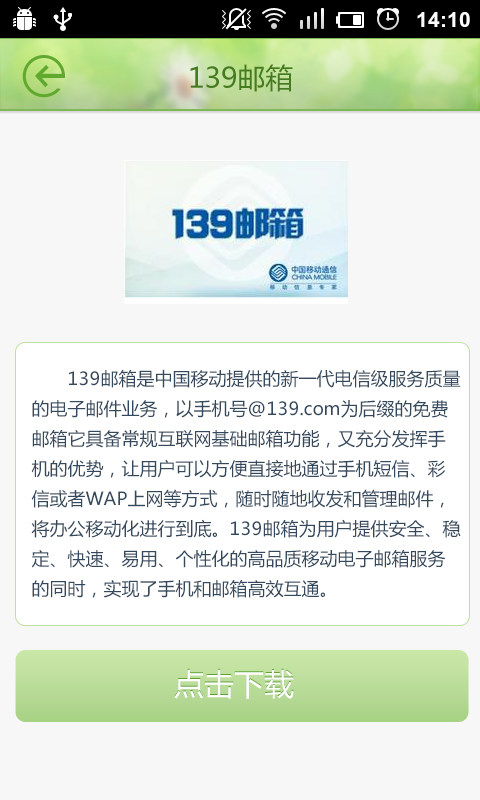 14:10
139邮箱
139邮箱
中国移动通信
CHINA MOBILE
移动信息专家
139邮箱是中国移动提供的新一代电信级服务质量
的电子邮件业务，以手机号@139.com为后缀的免费
邮箱它具备常规互联网基础邮箱功能，又充分发挥手
机的优势，让用户可以方便直接地通过手机短信、彩
信或者WAP上网等方式，随时随地收发和管理邮件，
将办公移动化进行到底。139邮箱为用户提供安全、稳
定、快速、易用、个性化的高品质移动电子邮箱服务
的同时，实现了手机和邮箱高效互通。
点击下载